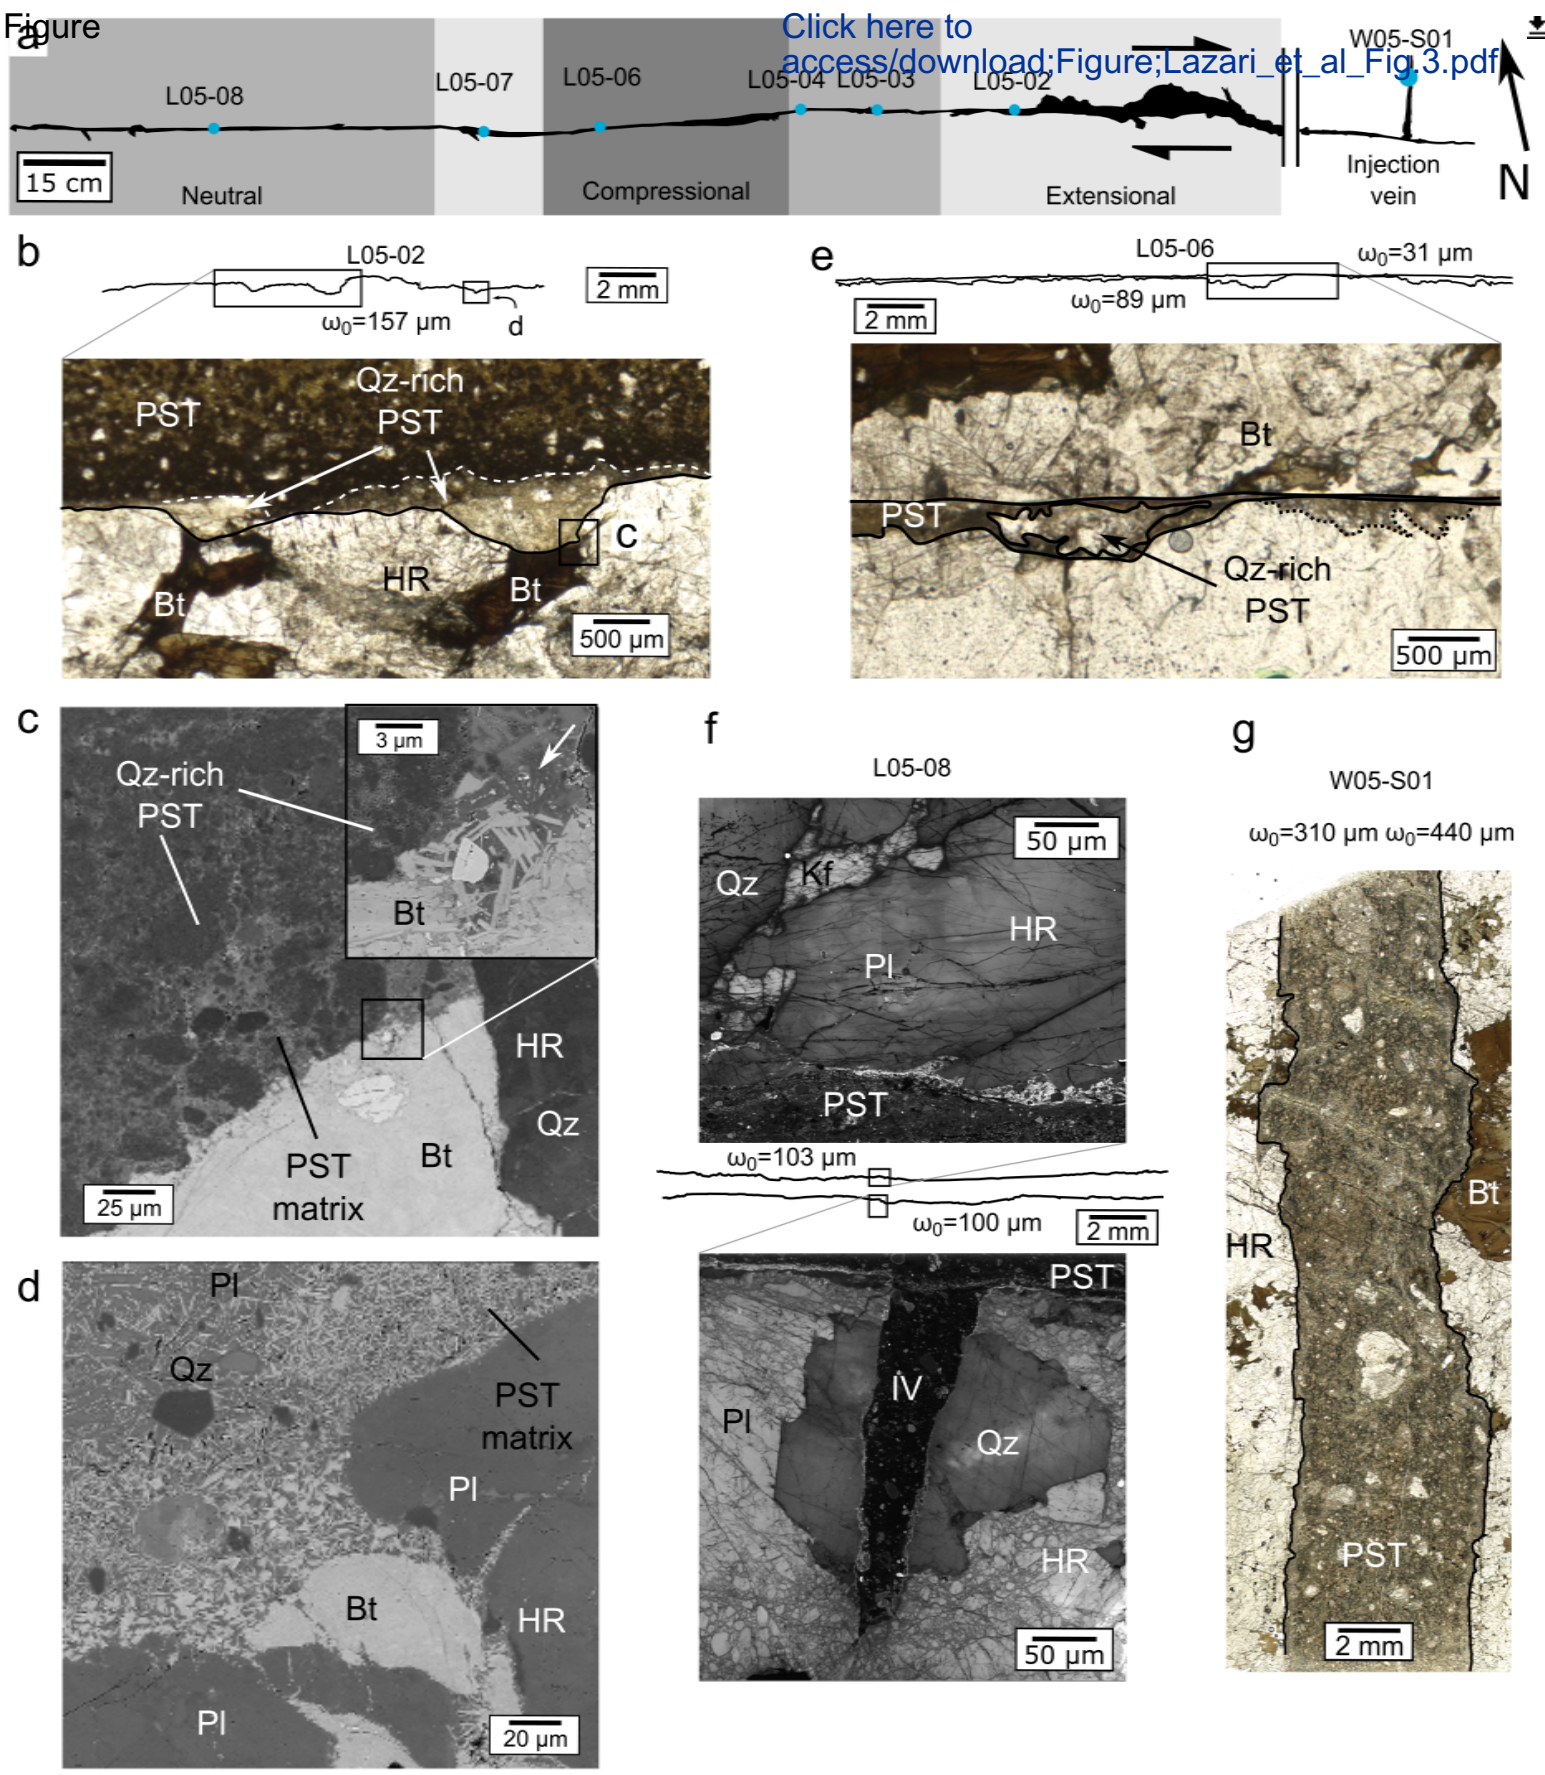 Figure
Click here to
access/download;Figure;Lazari_et_al_Fig.3.pdf
a
W05-S01
L05-08
L05-07
L05-06
L05-04
L05-03
L05-02
15 cm
Neutral
Compressional
Extensional
Injection
vein
N
b
L05-02
2 mm
ω0=157 µm
d
PST
Qz-rich
PST
HR
Bt
Bt
C
500 µm
e
L05-06
ω0=31 µm
ω0=89 µm
2 mm
Bt
PST
Qz-rich
PST
500 µm
c
3 µm
Qz-rich
PST
Bt
HR
Qz
PST
matrix
Bt
25 µm
d
Pl
Qz
PST
matrix
Pl
Bt
HR
Pl
20 µm
f
L05-08
50 µm
Qz
Kf
HR
Pl
PST
ω0=103 µm
ω0=100 µm
2 mm
PST
IV
Pl
Qz
HR
50 µm
g
W05-S01
ω0=310 µm ω0=440 µm
Bt
HR
PST
2 mm